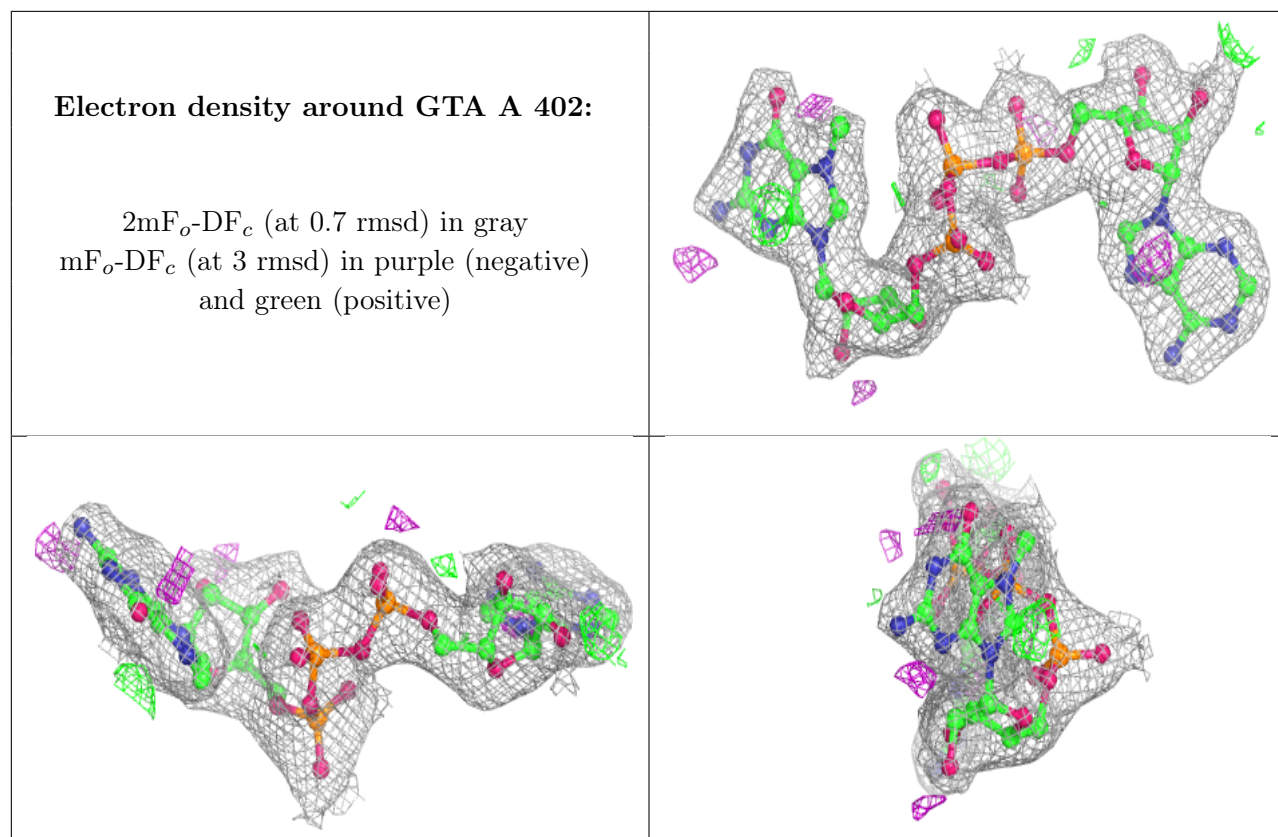 Electron density around GTA A 402:
2mFo-DFc (at 0.7 rmsd) in gray
mFo-DFc (at 3 rmsd) in purple (negative)
and green (positive)